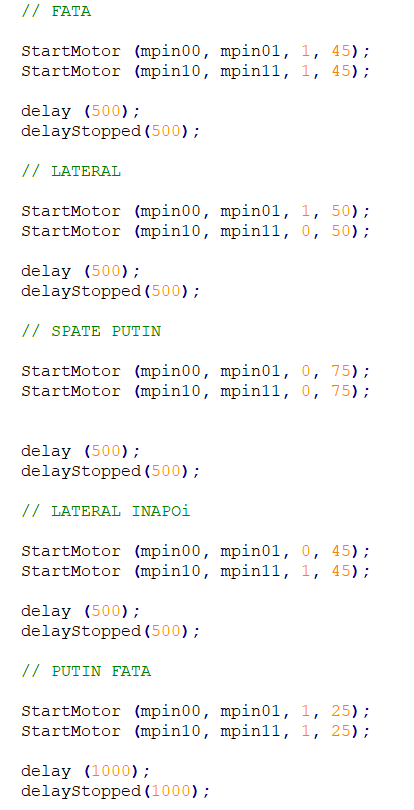 // FATA
StartMotor (mpin00, mpin01, 1, 45);
StartMotor (mpin10, mpin11, 1, 45);
delay (500);
delayStopped(500);
// LATERAL
StartMotor (mpin00, mpin01, 1, 50);
StartMotor (mpin10, mpin11, 0, 50);
delay (500);
delayStopped(500);
// SPATE PUTIN
StartMotor (mpin00, mpin01, 0, 75);
StartMotor (mpin10, mpin11, 0, 75);
delay (500);
delayStopped(500);
// LATERAL INAPOi
StartMotor (mpin00, mpin01, 0, 45);
StartMotor (mpin10, mpin11, 1, 45);
delay (500);
delayStopped(500);
// PUTIN FATA
StartMotor (mpin00, mpin01, 1, 25);
StartMotor (mpin10, mpin11, 1, 25);
delay (1000);
delayStopped(1000);